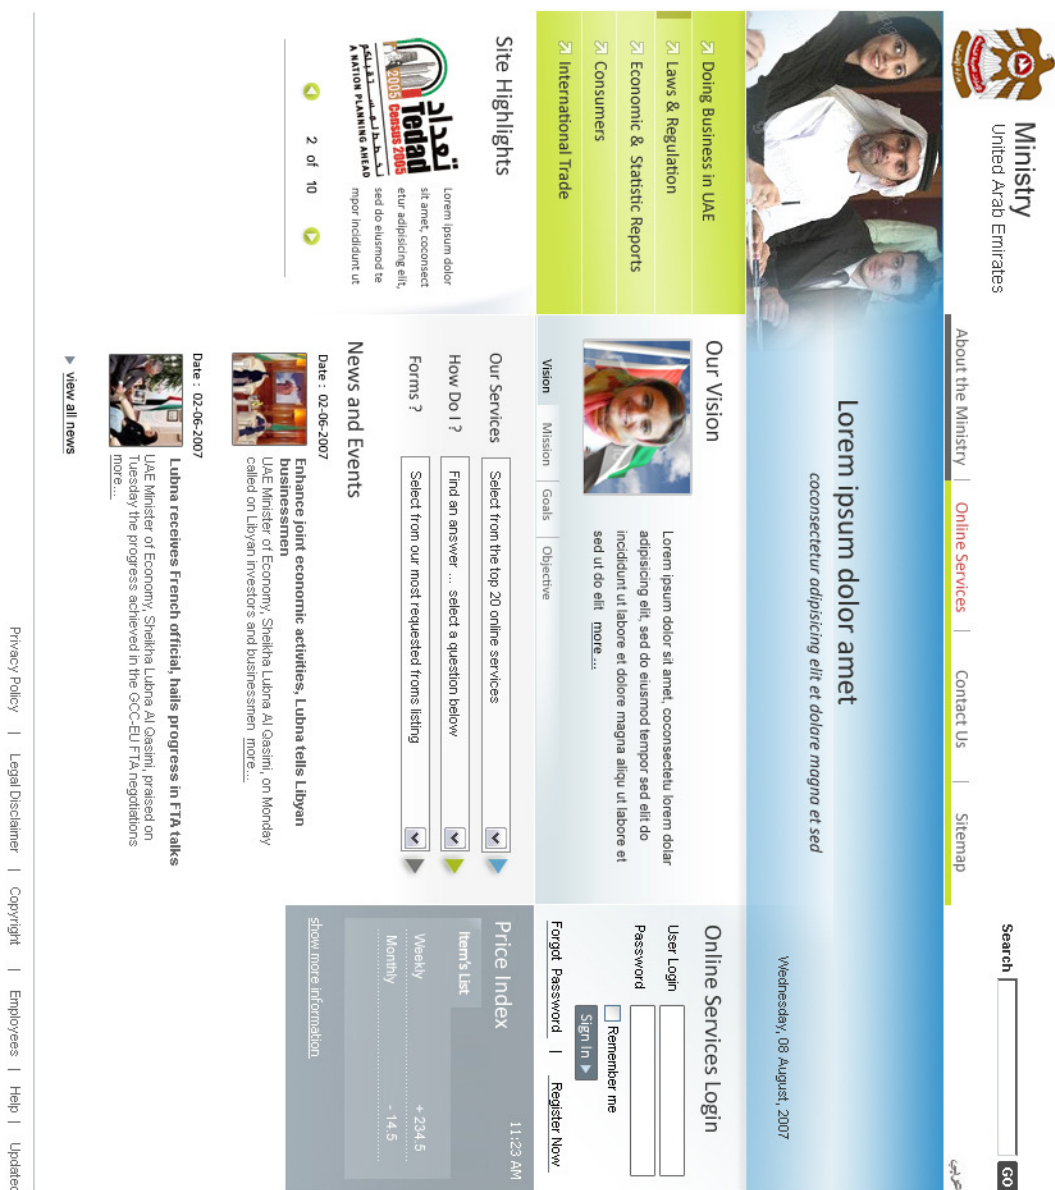 Ministry
United Arab Emirates
Search
GO
عربي
About the Ministry
Online Services
Contact Us
Sitemap
Lorem ipsum dolor amet
coconsectetur adipisicing elit et dolare magna et sed
Wednesday, 08 August, 2007
Doing Business in UAE
Laws & Regulation
Economic & Statistic Reports
Consumers
International Trade
Our Vision
Lorem ipsum dolor sit amet, coconsectetu lorem dolar
adipisicing elit, sed do eiusmod tempor sed elit do
incididunt ut labore et dolore magna aliqu ut labore et
sed ut do elit more ...
Vision Mission Goals Objective
Online Services Login
User Login
Password
Remember me
Sign In
Forgot Password | Register Now
Site Highlights
تعداد
Tedad
2005 Census 2005
A NATION PLANNING AHEAD
Lorem ipsum dolor
sit amet, coconsect
etur adipisicing elit,
sed do eiusmod te
mpor incididunt ut
2 of 10
Our Services Select from the top 20 online services
How Do I ? Find an answer ... select a question below
Forms ? Select from our most requested froms listing
News and Events
Date : 02-06-2007
Enhance joint economic activities, Lubna tells Libyan
businessmen
UAE Minister of Economy, Sheikha Lubna Al Qasimi, on Monday
called on Libyan investors and businessmen more...
Date : 02-06-2007
Lubna receives French official, hails progress in FTA talks
UAE Minister of Economy, Sheikha Lubna Al Qasimi, praised on
Tuesday the progress achieved in the GCC-EU FTA negotiations
more...
view all news
Price Index
11:23 AM
Item's List
Weekly + 234.5
Monthly - 14.5
show more information
Privacy Policy | Legal Disclaimer | Copyright | Employees | Help | Updated